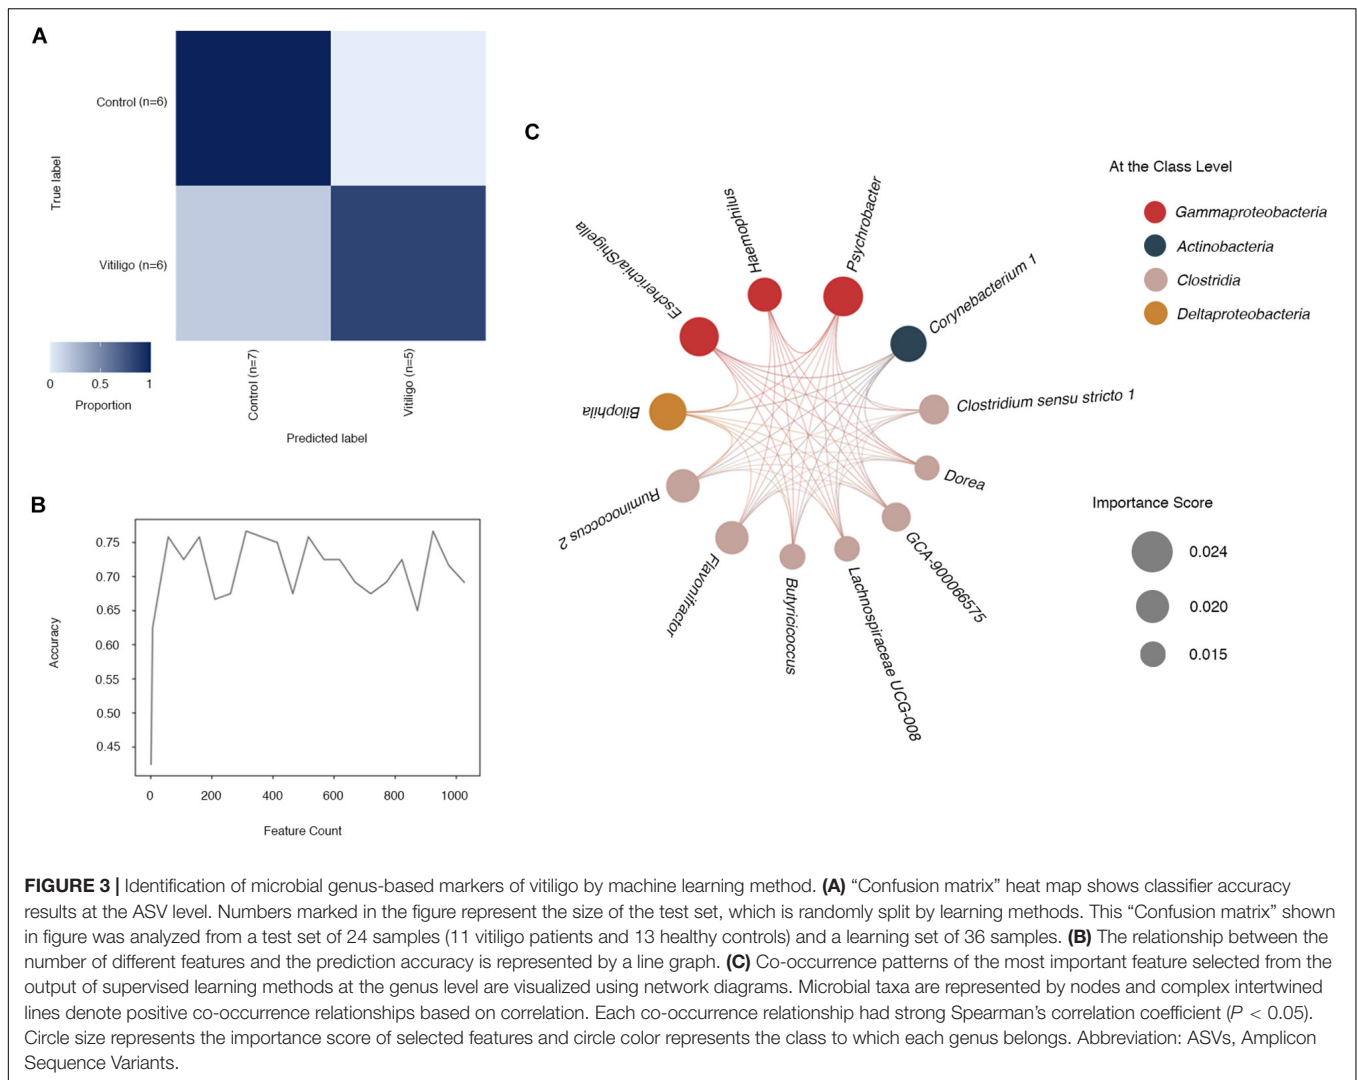 A
True label
Control (n=6)
Vitiligo (n=6)
0 0.5 1
Proportion
Control (n=7)
Vitiligo (n=5)
Predicted label
B
Accuracy
0.75
0.70
0.65
0.60
0.55
0.50
0.45
0 200 400 600 800 1000
Feature Count
C
Haemophilus
Psychrobacter
Escherichia/Shigella
Corynebacterium 1
Bilophila
Clostridium sensu stricto 1
Dorea
Ruminococcus 2
GCA-900066575
Flavonifractor
Butyricicoccus
Lachnospiraceae UCG-008
At the Class Level
Gammaproteobacteria
Actinobacteria
Clostridia
Deltaproteobacteria
Importance Score
0.024
0.020
0.015
FIGURE 3 | Identification of microbial genus-based markers of vitiligo by machine learning method. (A) “Confusion matrix” heat map shows classifier accuracy
results at the ASV level. Numbers marked in the figure represent the size of the test set, which is randomly split by learning methods. This “Confusion matrix” shown
in figure was analyzed from a test set of 24 samples (11 vitiligo patients and 13 healthy controls) and a learning set of 36 samples. (B) The relationship between the
number of different features and the prediction accuracy is represented by a line graph. (C) Co-occurrence patterns of the most important feature selected from the
output of supervised learning methods at the genus level are visualized using network diagrams. Microbial taxa are represented by nodes and complex intertwined
lines denote positive co-occurrence relationships based on correlation. Each co-occurrence relationship had strong Spearman’s correlation coefficient (P < 0.05).
Circle size represents the importance score of selected features and circle color represents the class to which each genus belongs. Abbreviation: ASVs, Amplicon
Sequence Variants.